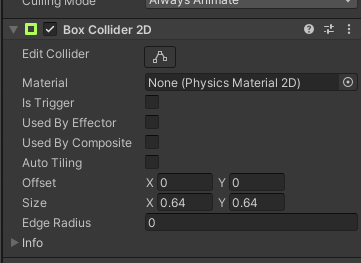 Culling Mode Always Animate
Box Collider 2D
Edit Collider
Material None (Physics Material 2D)
Is Trigger
Used By Effector
Used By Composite
Auto Tiling
Offset X 0 Y 0
Size X 0.64 Y 0.64
Edge Radius 0
Info